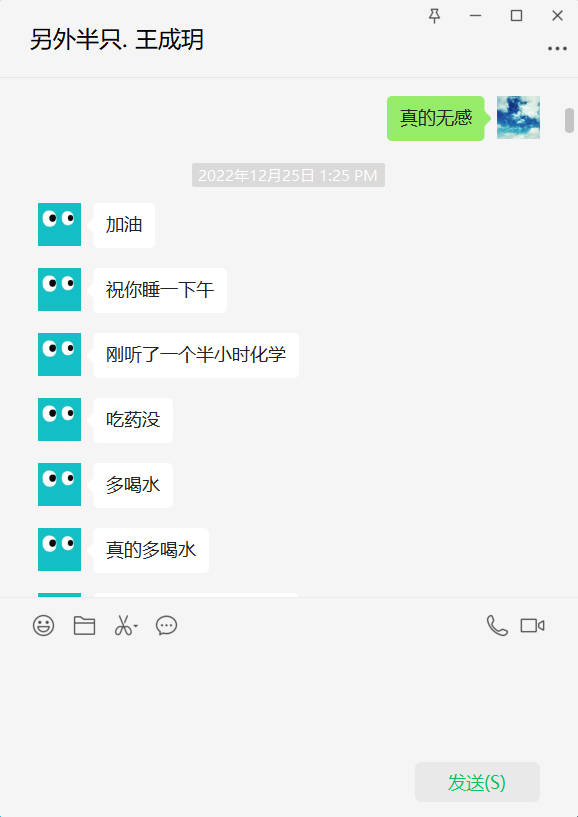 另外半只. 王成玥
真的无感
2022年12月25日 1:25 PM
加油
祝你睡一下午
刚听了一个半小时化学
吃药没
多喝水
真的多喝水
发送(S)